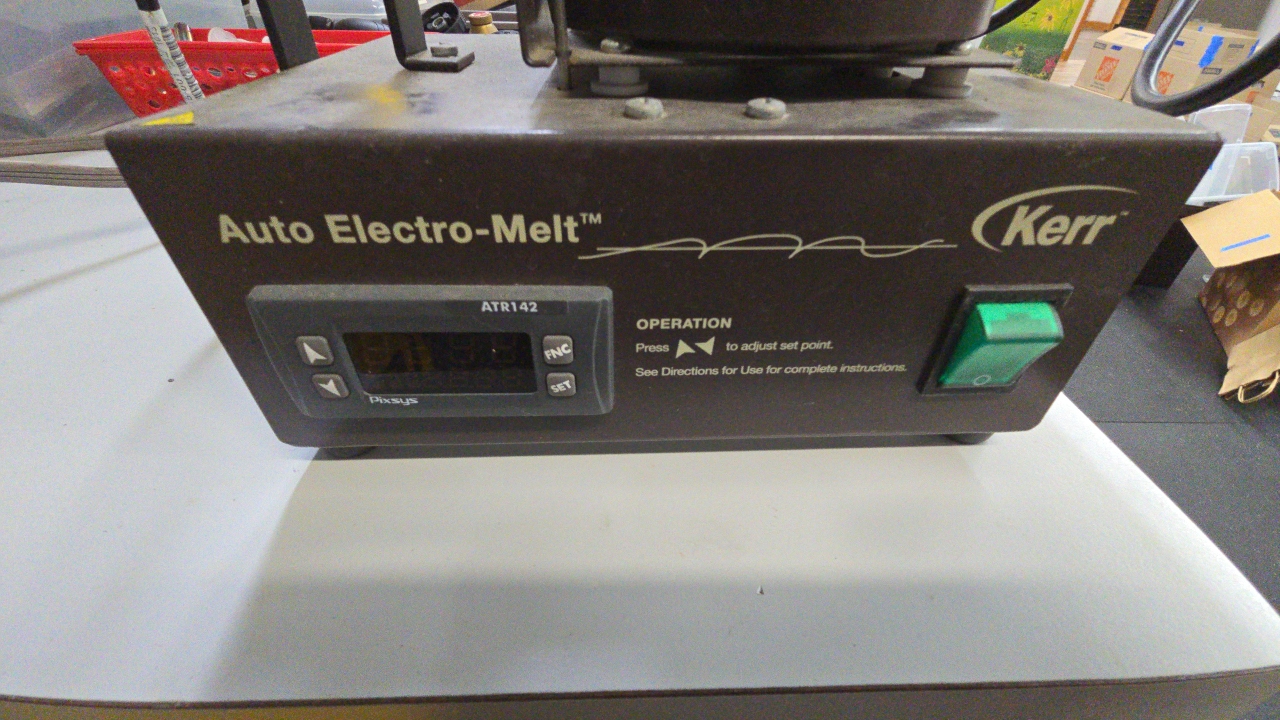 Auto Electro-Melt™
Kerr™
ATR142
FNC
SET
Pixsys
OPERATION
Press to adjust set point.
See Directions for Use for complete instructions.